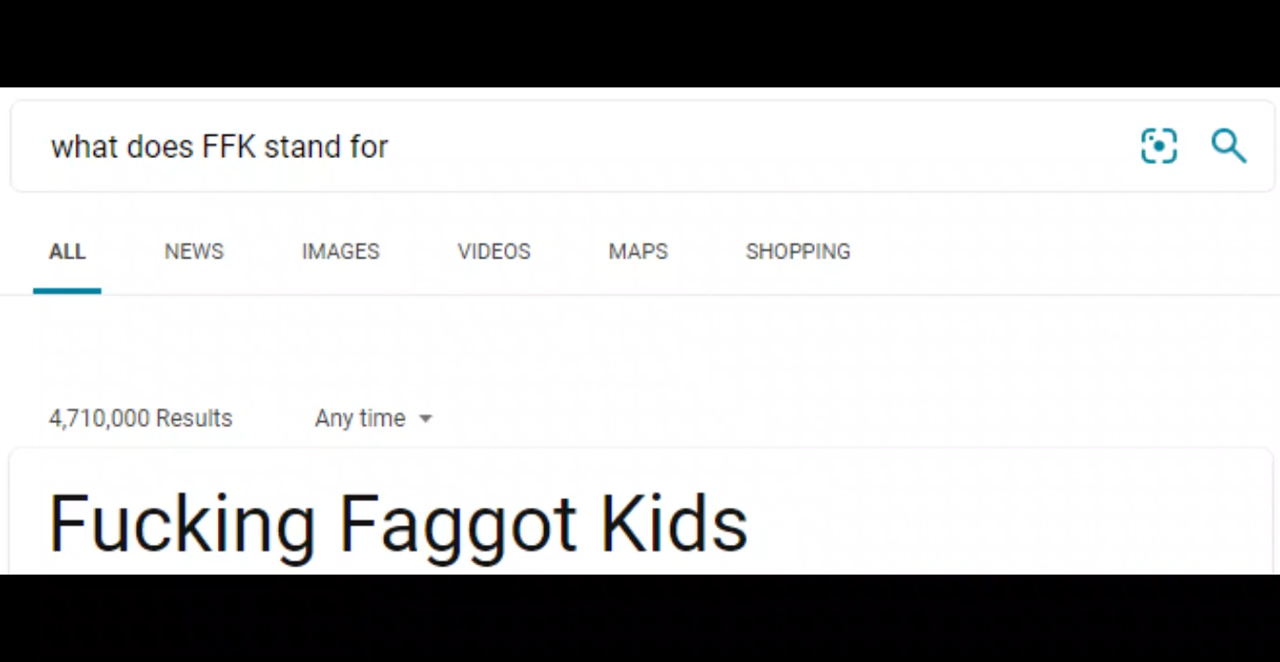 what does FFK stand for
ALL NEWS IMAGES VIDEOS MAPS SHOPPING
4,710,000 Results Any time
Fucking Faggot Kids